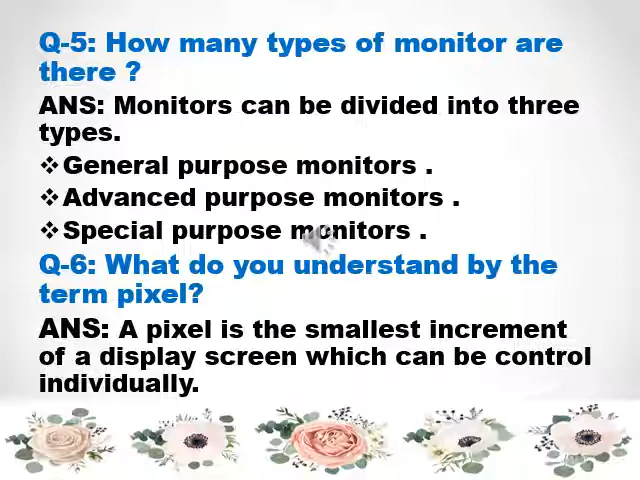 Q-5: How many types of monitor are
there ?
ANS: Monitors can be divided into three
types.
❖General purpose monitors .
❖Advanced purpose monitors .
❖Special purpose monitors .
Q-6: What do you understand by the
term pixel?
ANS: A pixel is the smallest increment
of a display screen which can be control
individually.